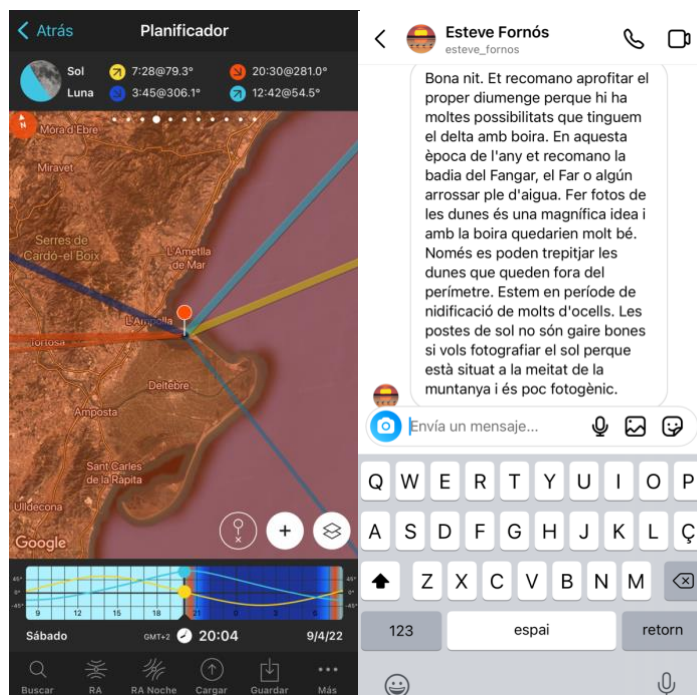 Atrás
Planificador
Sol 7:28@79.3° 20:30@281.0°
Luna 3:45@306.1° 12:42@54.5°
N
Móra d'Ebre
Miravet
Serres de
Cardó-el Boix
L'Ametlla
de Mar
L'Ampolla
Tortosa
Deltebre
Amposta
Sant Carles
de la Ràpita
Ulldecona
Google
45° 45°
0° 0°
-45° -45°
9 12 15 18 21 0 3 6
Sábado GMT+2 20:04 9/4/22
Buscar RA RA Noche Cargar Guardar Más
Esteve Fornós
esteve_fornos
Bona nit. Et recomano aprofitar el
proper diumenge perque hi ha
moltes possibilitats que tinguem
el delta amb boira. En aquesta
època de l'any et recomano la
badia del Fangar, el Far o algún
arrossar ple d'aigua. Fer fotos de
les dunes és una magnífica idea i
amb la boira quedarien molt bé.
Només es poden trepitjar les
dunes que queden fora del
perímetre. Estem en període de
nidificació de molts d'ocells. Les
postes de sol no són gaire bones
si vols fotografiar el sol perque
està situat a la meitat de la
muntanya i és poc fotogènic.
Envía un mensaje...
Q W E R T Y U I O P
A S D F G H J K L Ç
Z X C V B N M
123 espai retorn